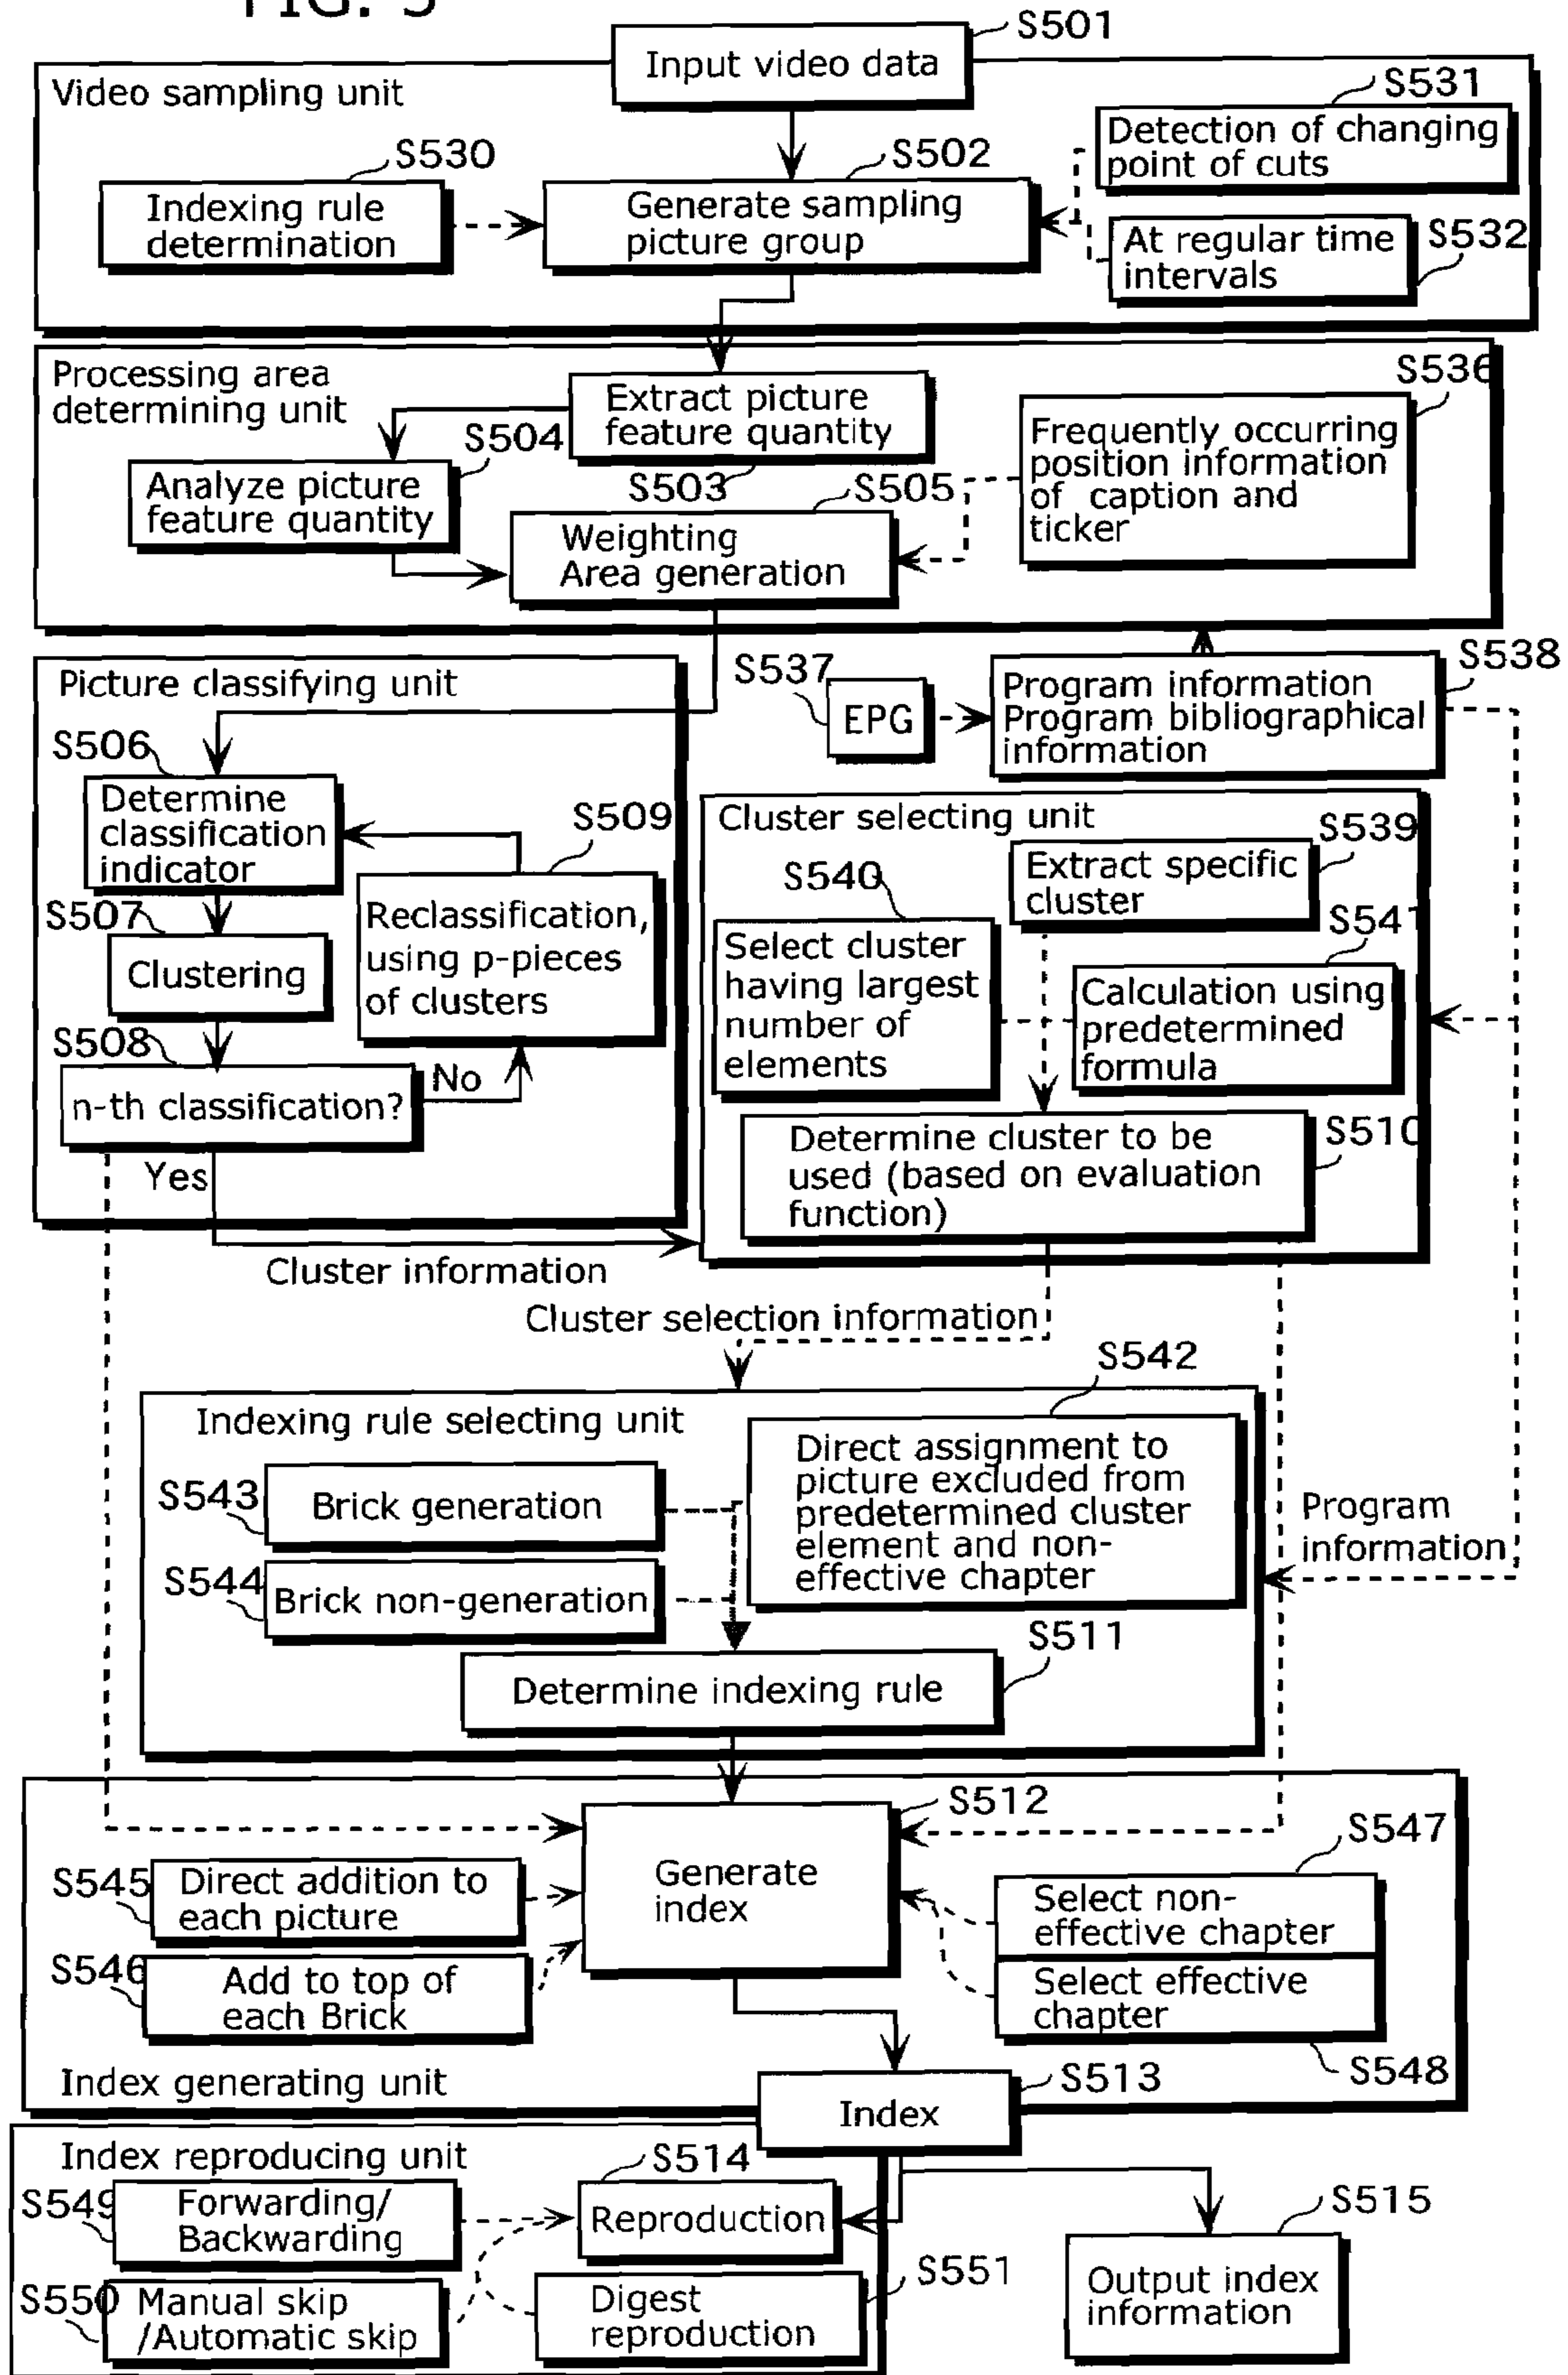 FIG. 5
S501
Input video data
Video sampling unit
S531
Detection of changing
point of cuts
S530
S502
Indexing rule
determination
Generate sampling
picture group
At regular time
intervals
S532
Processing area
determining unit
S536
Extract picture
feature quantity
S504
Frequently occurring
position information
of caption and
ticker
Analyze picture
feature quantity
S503
S505
Weighting
Area generation
S537
S538
Picture classifying unit
EPG
Program information
Program bibliographical
information
S506
Determine
classification
indicator
S509
Cluster selecting unit
S539
S540
Extract specific
cluster
S507
Reclassification,
using p-pieces
of clusters
S541
Clustering
Select cluster
having largest
number of
elements
Calculation using
predetermined
formula
S508
No
n-th classification?
Determine cluster to be
used (based on evaluation
function)
S510
Yes
Cluster information
Cluster selection information
S542
Indexing rule selecting unit
Direct assignment to
picture excluded from
predetermined cluster
element and non-
effective chapter
S543
Brick generation
Program
information
S544
Brick non-generation
S511
Determine indexing rule
S512
S547
Generate
index
S545
Direct addition to
each picture
Select non-
effective chapter
S546
Add to top of
each Brick
Select effective
chapter
S548
Index generating unit
S513
Index
Index reproducing unit
S514
S549
Forwarding/
Backwarding
Reproduction
S515
S551
S550
Manual skip
/Automatic skip
Digest
reproduction
Output index
information